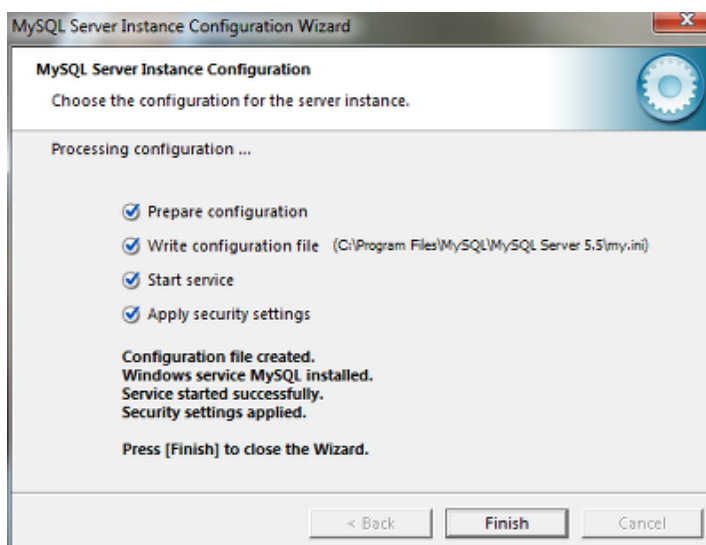 MySQL Server Instance Configuration Wizard
MySQL Server Instance Configuration
Choose the configuration for the server instance.
Processing configuration ...
Prepare configuration
Write configuration file (C:\Program Files\MySQL\MySQL Server 5.5\my.ini)
Start service
Apply security settings
Configuration file created.
Windows service MySQL installed.
Service started successfully.
Security settings applied.
Press [Finish] to close the Wizard.
< Back Finish Cancel